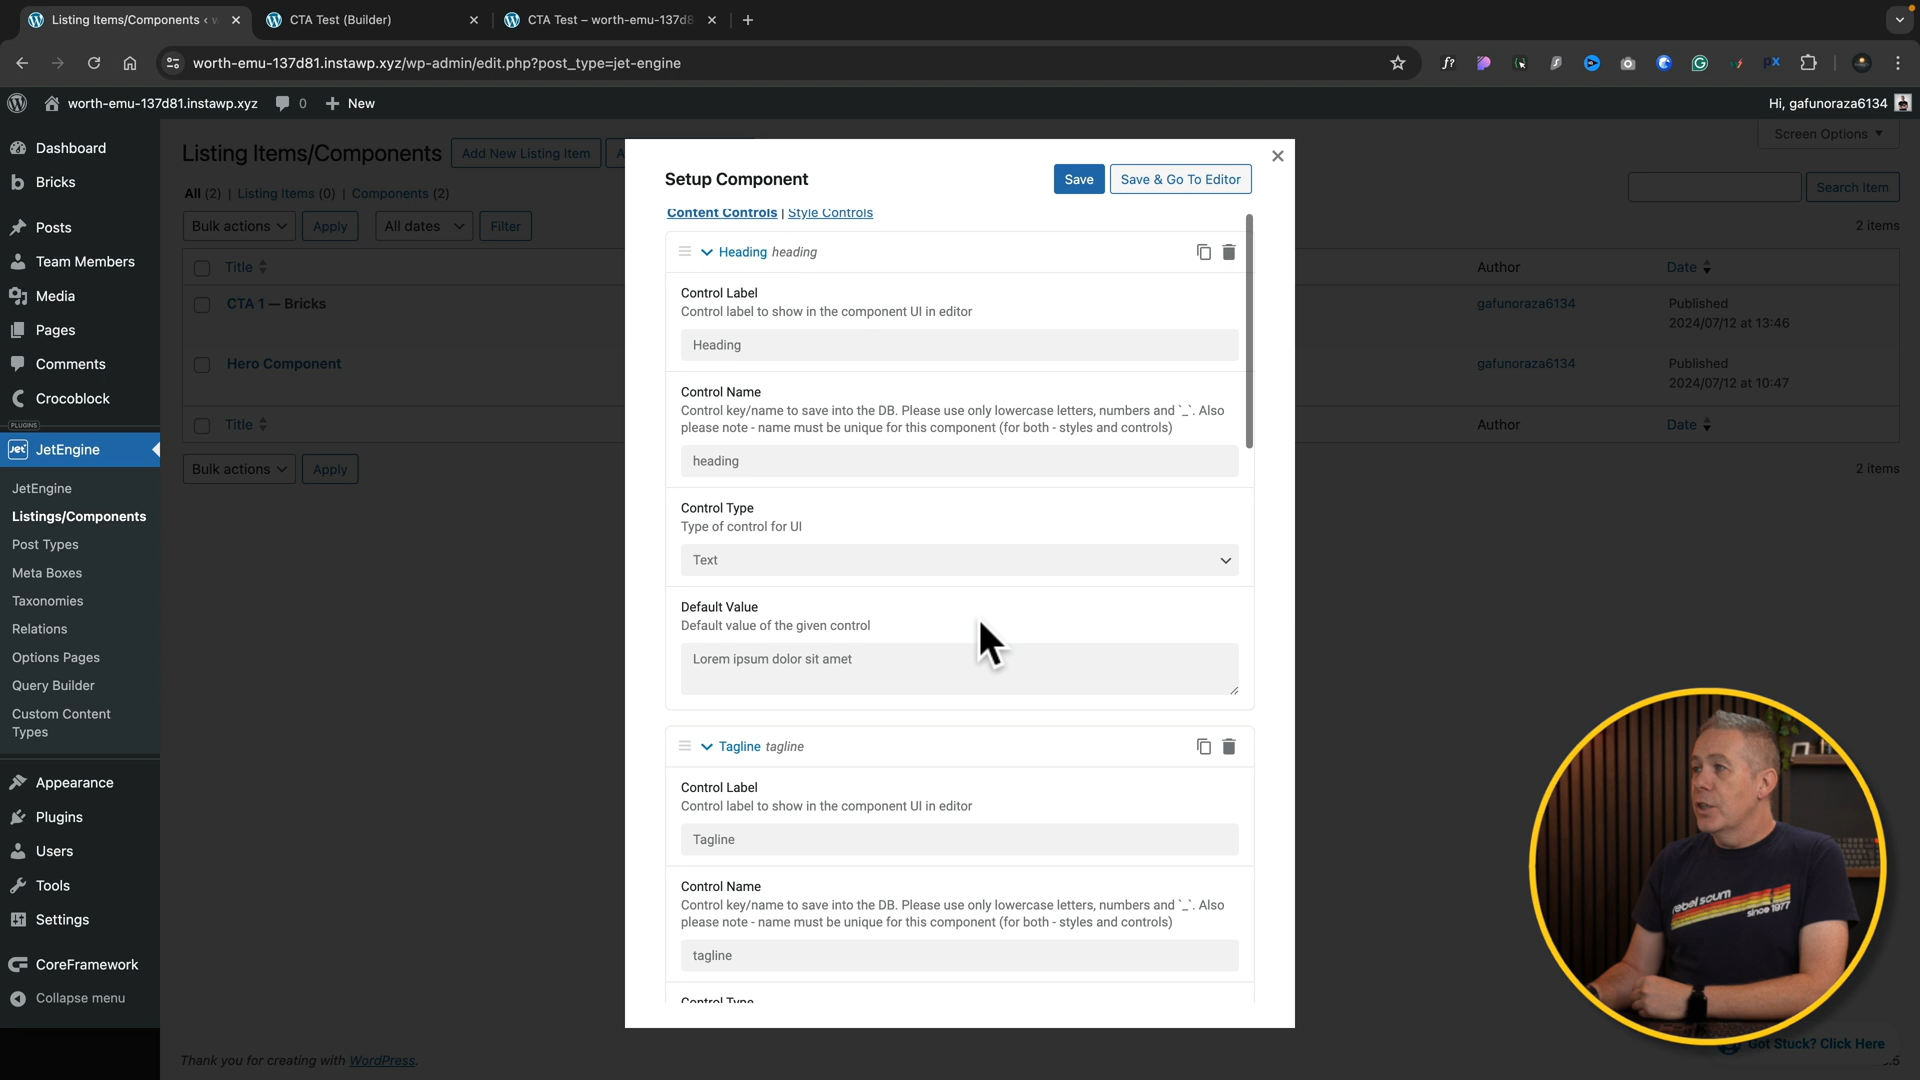 Listing Items/Components ‹ w
CTA Test (Builder)
CTA Test – worth-emu-137d8
worth-emu-137d81.instawp.xyz/wp-admin/edit.php?post_type=jet-engine
worth-emu-137d81.instawp.xyz
0
New
Hi, gafunoraza6134
Dashboard
Bricks
Posts
Team Members
Media
Pages
Comments
Crocoblock
PLUGINS
JetEngine
JetEngine
Listings/Components
Post Types
Meta Boxes
Taxonomies
Relations
Options Pages
Query Builder
Custom Content
Types
Appearance
Plugins
Users
Tools
Settings
CoreFramework
Collapse menu
Screen Options
Listing Items/Components
Add New Listing Item
All (2) | Listing Items (0) | Components (2)
Search item
Bulk actions
Apply
All dates
Filter
2 items
Title
Author
Date
CTA 1 — Bricks
gafunoraza6134
Published
2024/07/12 at 13:46
Hero Component
gafunoraza6134
Published
2024/07/12 at 10:47
Title
Author
Date
Bulk actions
Apply
2 items
Setup Component
Save
Save & Go To Editor
Content Controls | Style Controls
Heading heading
Control Label
Control label to show in the component UI in editor
Heading
Control Name
Control key/name to save into the DB. Please use only lowercase letters, numbers and `_`. Also
please note - name must be unique for this component (for both - styles and controls)
heading
Control Type
Type of control for UI
Text
Default Value
Default value of the given control
Lorem ipsum dolor sit amet
Tagline tagline
Control Label
Control label to show in the component UI in editor
Tagline
Control Name
Control key/name to save into the DB. Please use only lowercase letters, numbers and `_`. Also
please note - name must be unique for this component (for both - styles and controls)
tagline
Control Type
rebel scum
since 1977
Got Stuck? Click Here
Thank you for creating with WordPress.